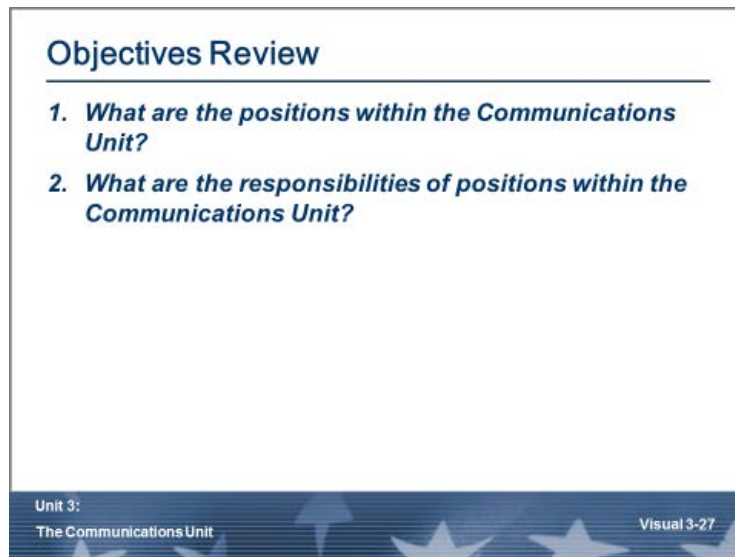 Objectives Review
1. What are the positions within the Communications
Unit?
2. What are the responsibilities of positions within the
Communications Unit?
Unit 3:
The Communications Unit
Visual 3-27